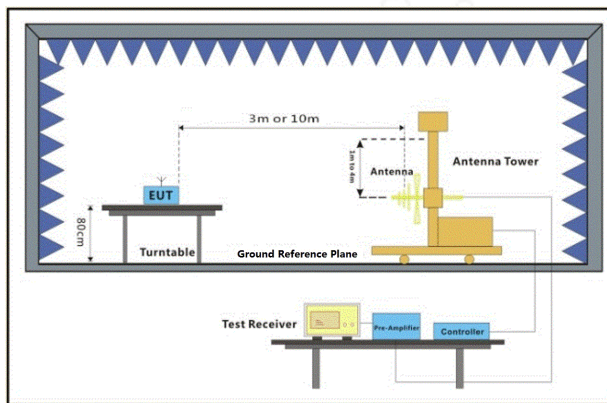 3m or 10m
1m to 4m
Antenna
Antenna Tower
EUT
80cm
Turntable
Ground Reference Plane
Test Receiver
Pre-Amplifier
Controller